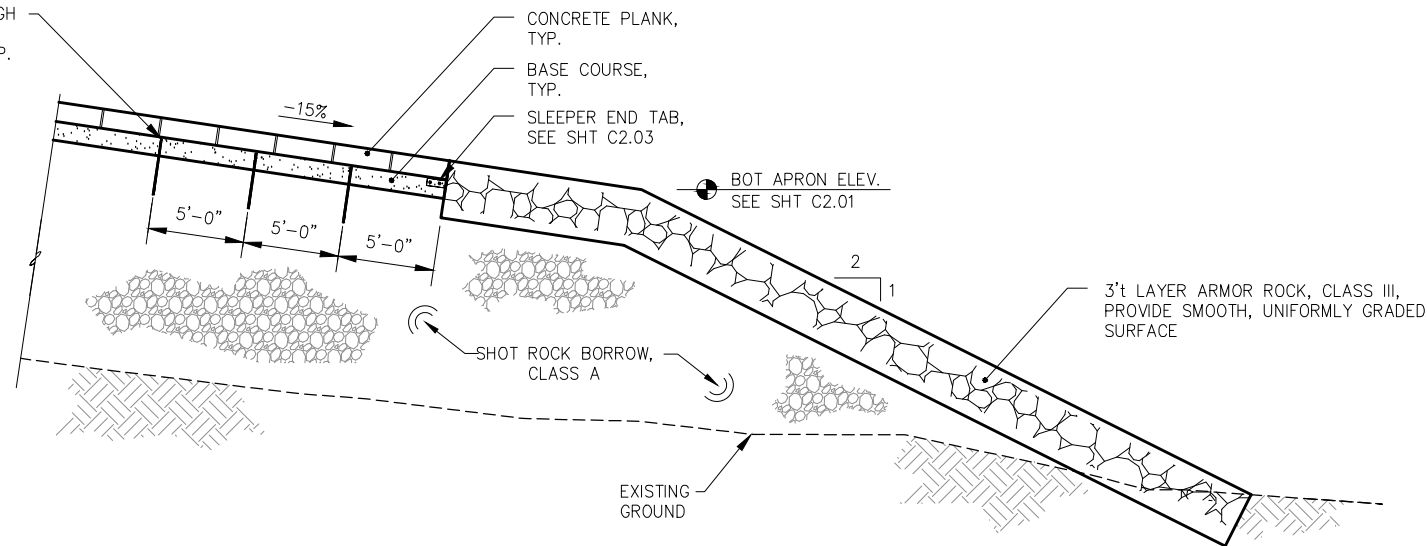 CONCRETE PLANK,
TYP.
BASE COURSE,
TYP.
SLEEPER END TAB,
SEE SHT C2.03
-15%
BOT APRON ELEV.
SEE SHT C2.01
5'-0"
5'-0"
5'-0"
2
1
3't LAYER ARMOR ROCK, CLASS III,
PROVIDE SMOOTH, UNIFORMLY GRADED
SURFACE
SHOT ROCK BORROW,
CLASS A
EXISTING
GROUND